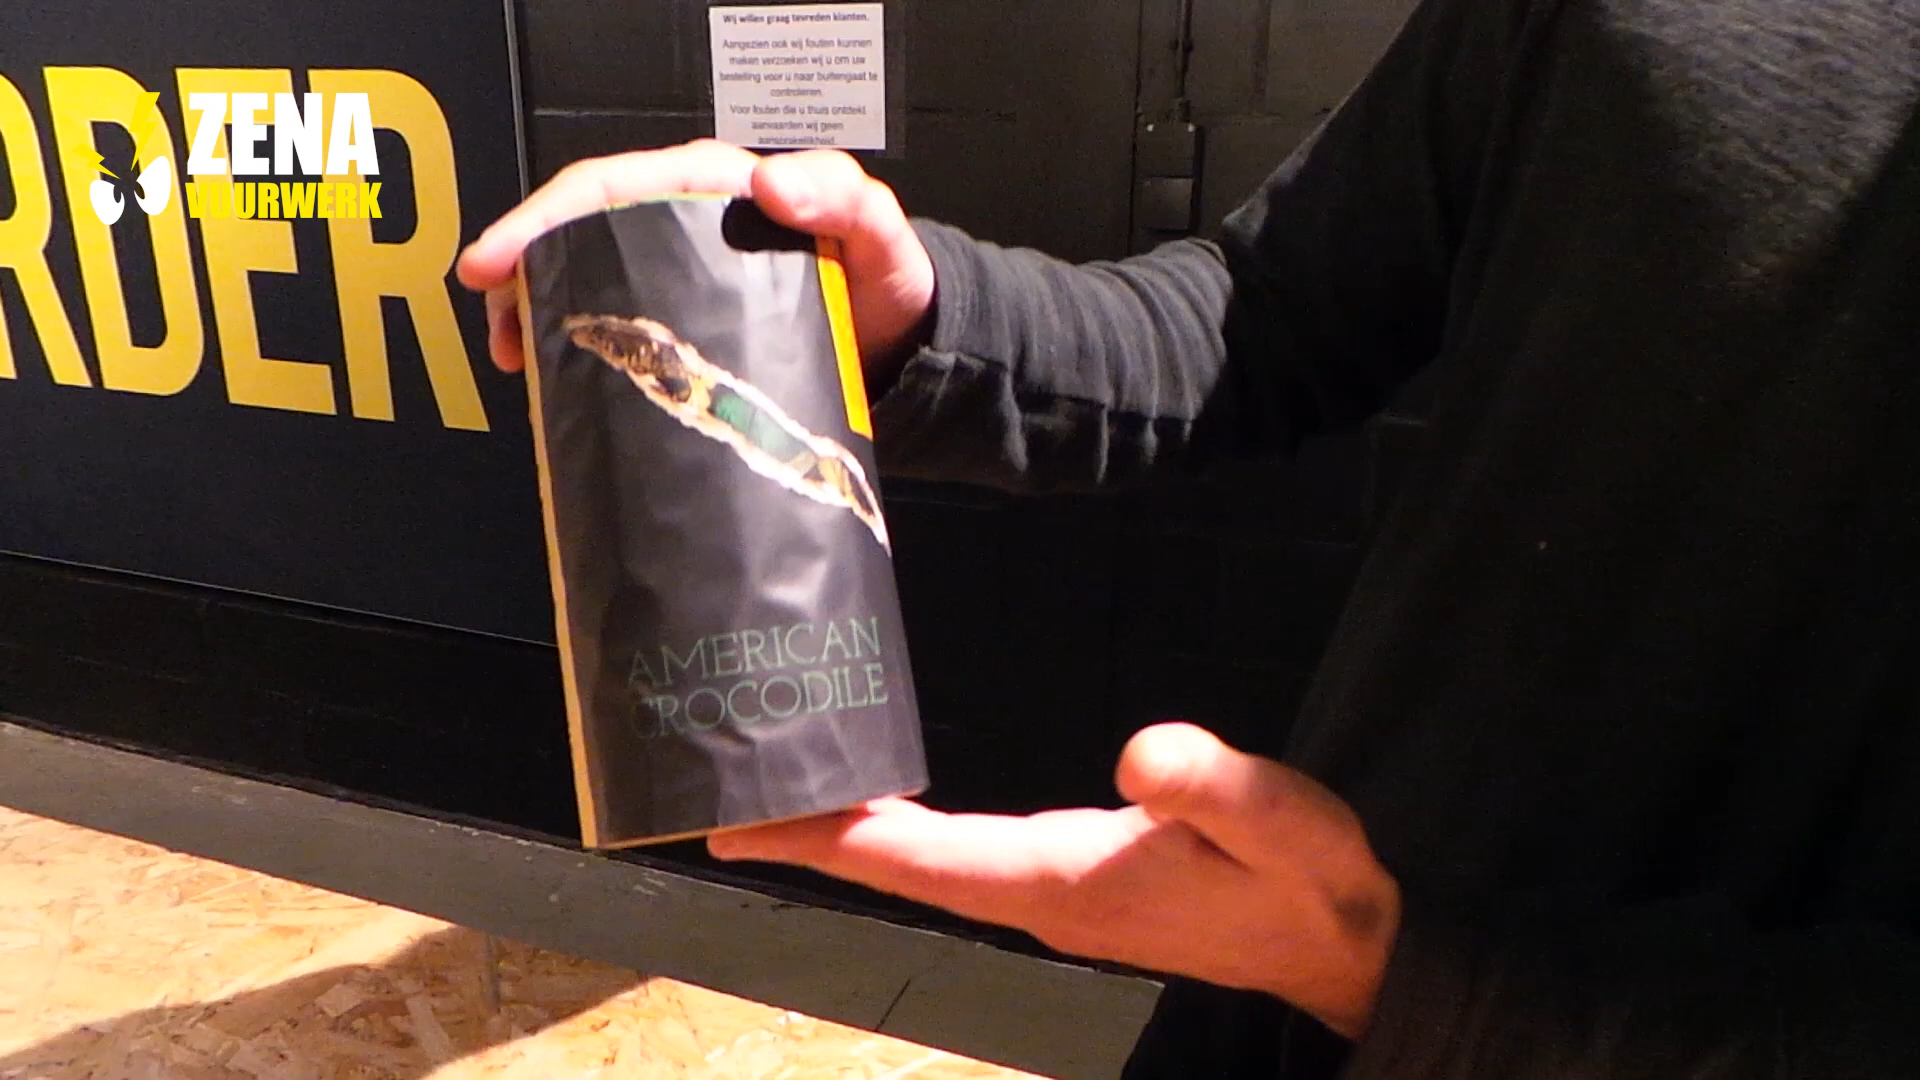 RDER
ZENA
VUURWERK
Wij willen graag tevreden klanten.
Aangezien ook wij fouten kunnen
maken verzoeken wij u om uw
bestelling voor u naar buitengaat te
controleren.
Voor fouten die u thuis ontdekt
aanvaarden wij geen
aansprakelijkheid.
AMERICAN
CROCODILE